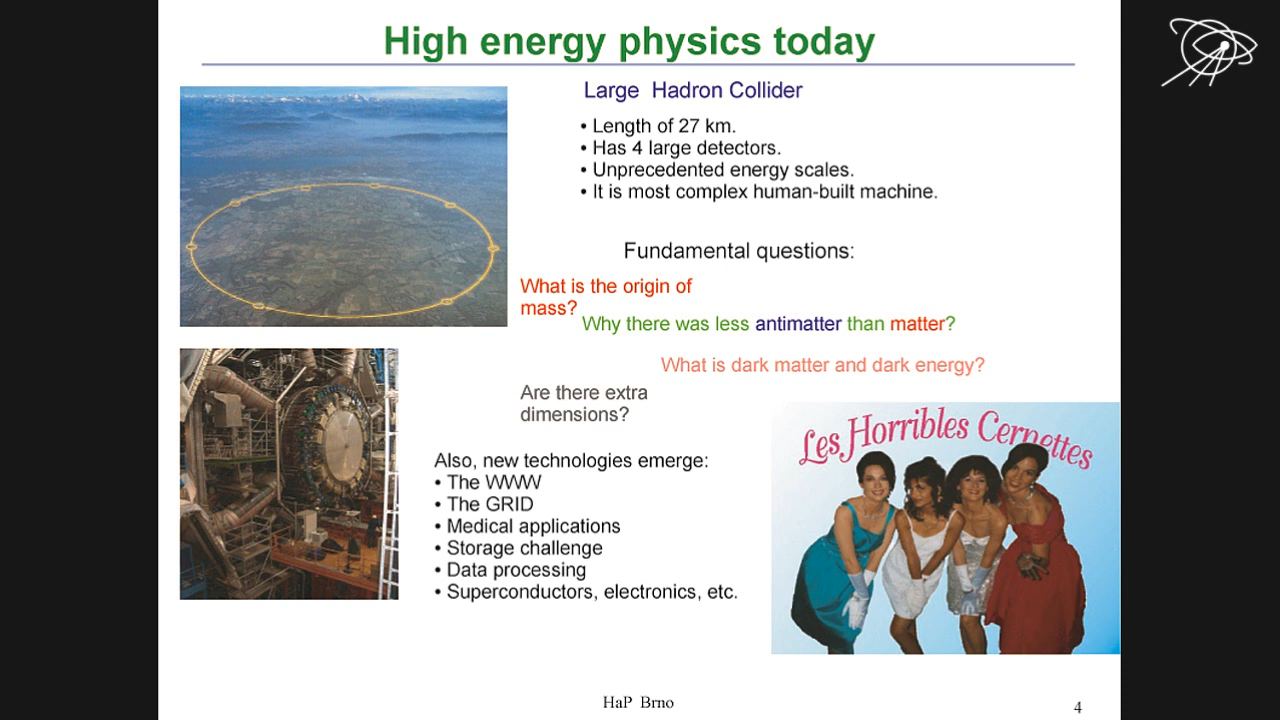 High energy physics today
Large Hadron Collider
• Length of 27 km.
• Has 4 large detectors.
• Unprecedented energy scales.
• It is most complex human-built machine.
Fundamental questions:
What is the origin of
mass?
Why there was less antimatter than matter?
What is dark matter and dark energy?
Are there extra
dimensions?
Les Horribles Cernettes
Also, new technologies emerge:
• The WWW
• The GRID
• Medical applications
• Storage challenge
• Data processing
• Superconductors, electronics, etc.
HaP Brno
4